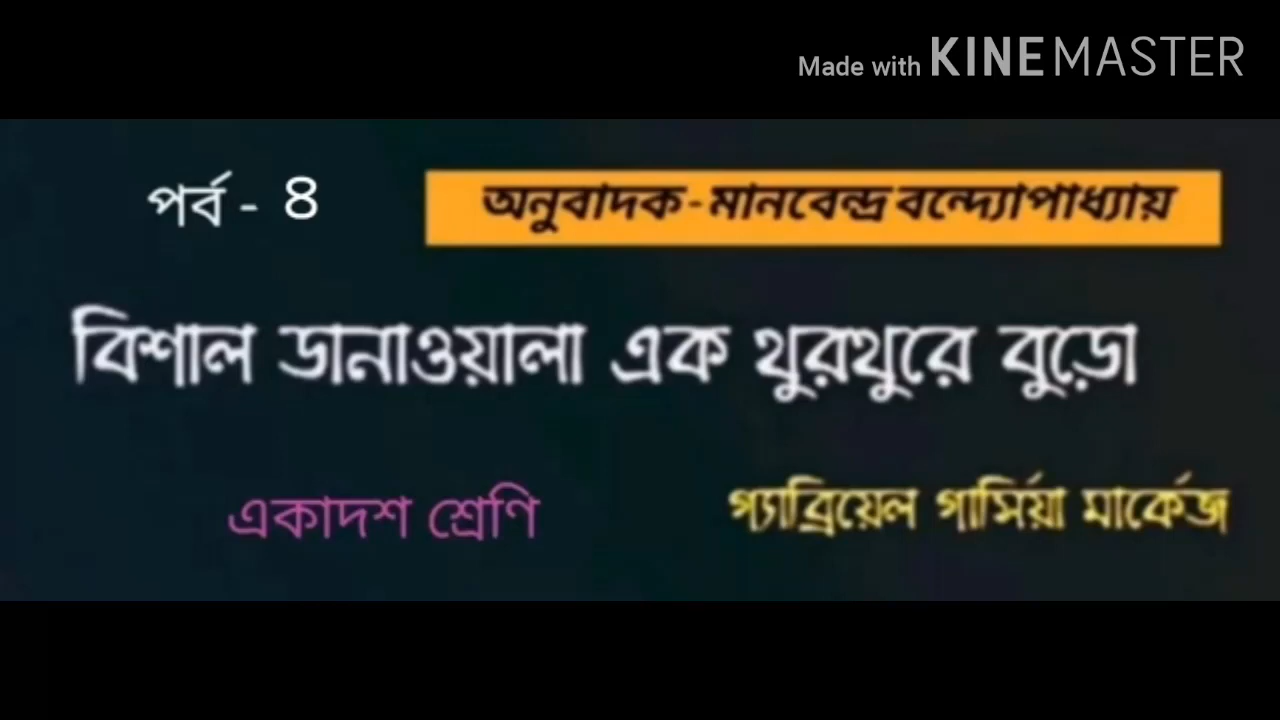 Made with KINEMASTER
পর্ব - ৪
অনুবাদক - মানবেন্দ্র বন্দ্যোপাধ্যায়
বিশাল ডানাওয়ালা এক থুরথুরে বুড়ো
একাদশ শ্রেণি
গ্যাব্রিয়েল গার্সিয়া মার্কেজ